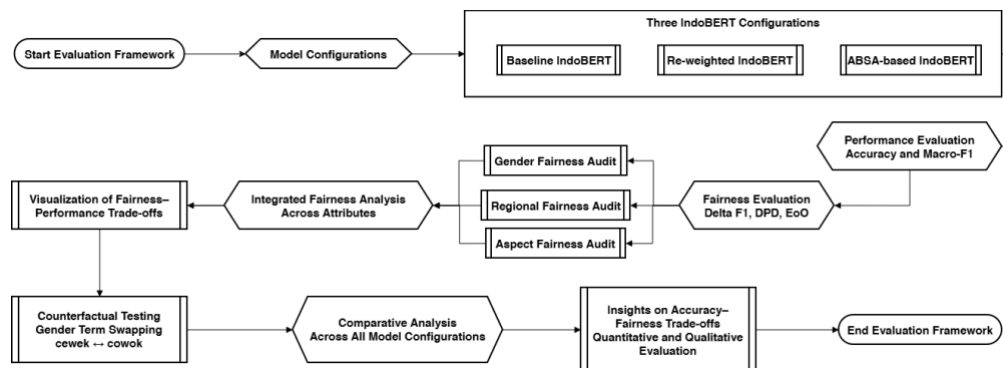 Start Evaluation Framework
Model Configurations
Three IndoBERT Configurations
Baseline IndoBERT
Re-weighted IndoBERT
ABSA-based IndoBERT
Performance Evaluation
Accuracy and Macro-F1
Fairness Evaluation
Delta F1, DPD, EoO
Gender Fairness Audit
Regional Fairness Audit
Aspect Fairness Audit
Integrated Fairness Analysis
Across Attributes
Visualization of Fairness–
Performance Trade-offs
Counterfactual Testing
Gender Term Swapping
cewek ↔ cowok
Comparative Analysis
Across All Model Configurations
Insights on Accuracy–
Fairness Trade-offs
Quantitative and Qualitative
Evaluation
End Evaluation Framework